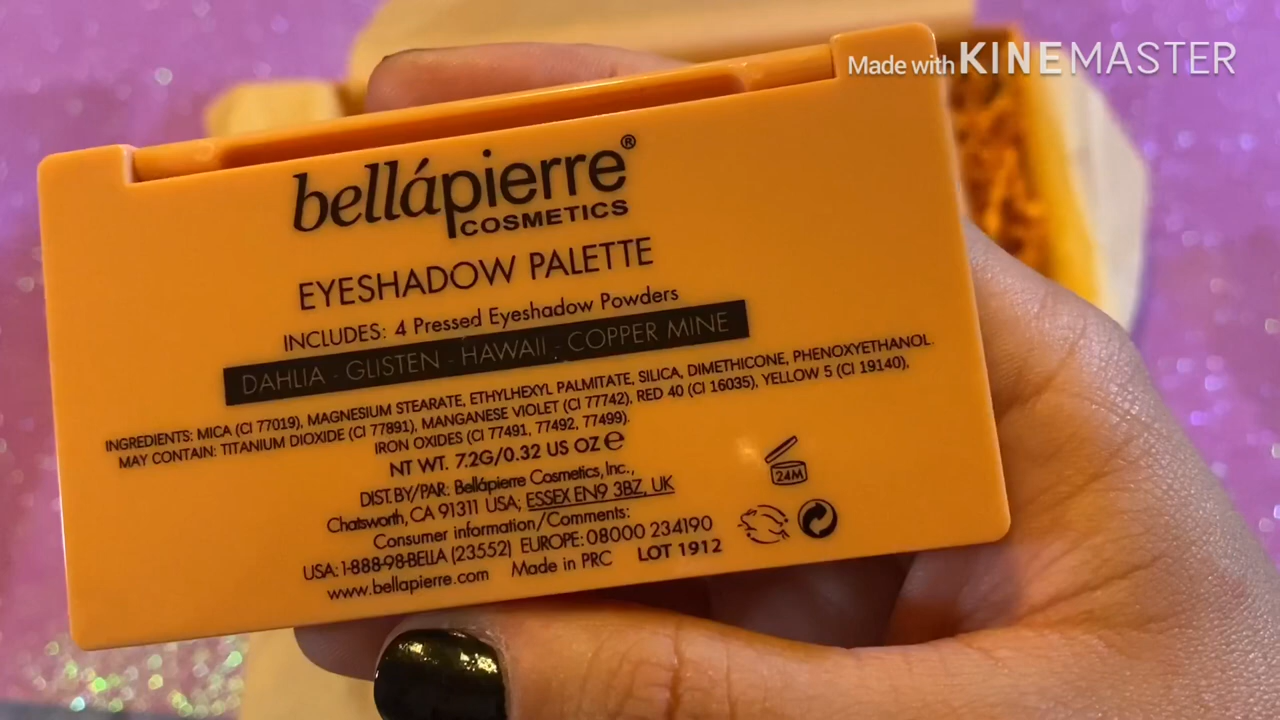 Made with KINEMASTER
bellápierre®
COSMETICS
EYESHADOW PALETTE
INCLUDES: 4 Pressed Eyeshadow Powders
DAHLIA - GLISTEN - HAWAII - COPPER MINE
INGREDIENTS: MICA (CI 77019), MAGNESIUM STEARATE, ETHYLHEXYL PALMITATE, SILICA, DIMETHICONE, PHENOXYETHANOL.
MAY CONTAIN: TITANIUM DIOXIDE (CI 77891), MANGANESE VIOLET (CI 77742), RED 40 (CI 16035), YELLOW 5 (CI 19140),
IRON OXIDES (CI 77491, 77492, 77499).
NT WT. 7.2G/0.32 US OZ ℮
DIST.BY/PAR: Bellápierre Cosmetics, Inc.,
Chatsworth, CA 91311 USA; ESSEX EN9 3BZ, UK
Consumer information/Comments:
USA: 1-888-98-BELLA (23552) EUROPE: 08000 234190
www.bellapierre.com Made in PRC LOT 1912
24M